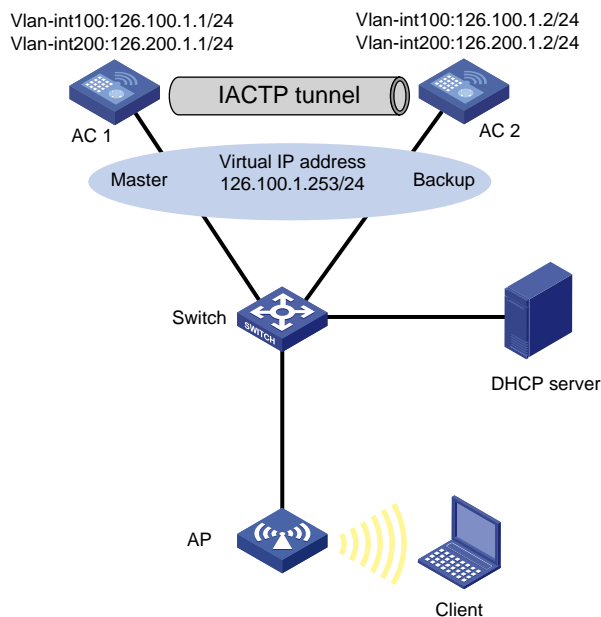 Vlan-int100:126.100.1.1/24
Vlan-int200:126.200.1.1/24
Vlan-int100:126.100.1.2/24
Vlan-int200:126.200.1.2/24
IACTP tunnel
AC 1
AC 2
Virtual IP address
Master
126.100.1.253/24
Backup
Switch
SWITCH
DHCP server
AP
Client